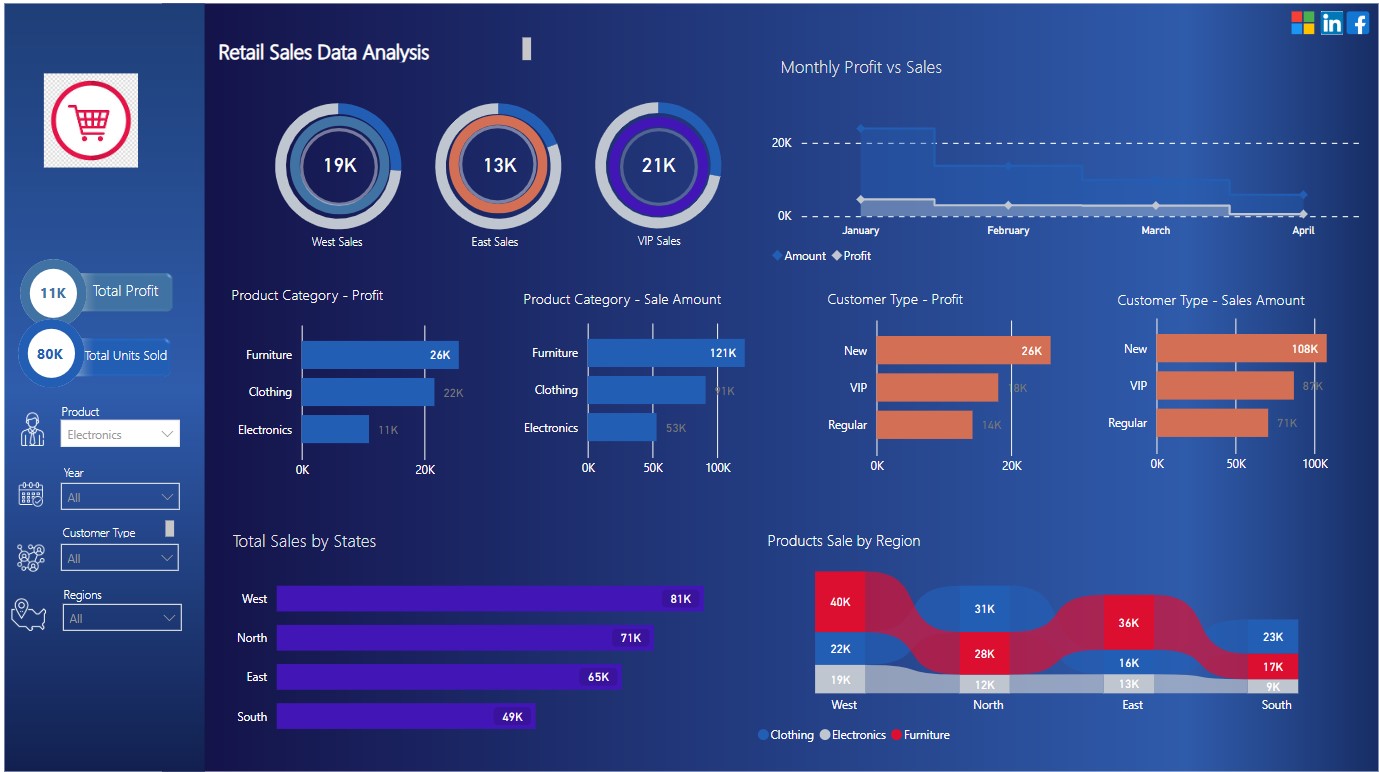 in f
Retail Sales Data Analysis
Monthly Profit vs Sales
19K
13K
21K
West Sales
East Sales
VIP Sales
20K
0K
January
February
March
April
Amount
Profit
11K
Total Profit
80K
Total Units Sold
Product
Electronics
Year
All
Customer Type
All
Regions
All
Product Category - Profit
Furniture
26K
Clothing
22K
Electronics
11K
0K
20K
Product Category - Sale Amount
Furniture
121K
Clothing
91K
Electronics
53K
0K
50K
100K
Customer Type - Profit
New
26K
VIP
18K
Regular
14K
0K
20K
Customer Type - Sales Amount
New
108K
VIP
87K
Regular
71K
0K
50K
100K
Total Sales by States
West
81K
North
71K
East
65K
South
49K
Products Sale by Region
40K
22K
19K
31K
28K
12K
36K
16K
13K
23K
17K
9K
West
North
East
South
Clothing
Electronics
Furniture